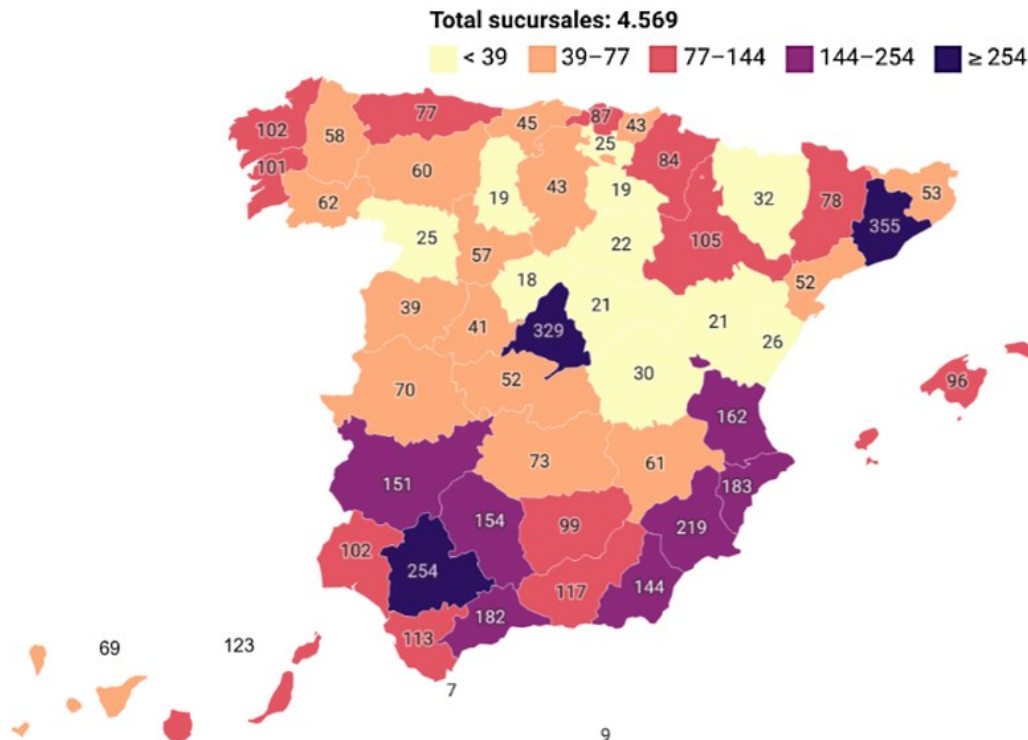 Total sucursales: 4.569
< 39 39–77 77–144 144–254 ≥ 254
102 58 77 45 87 43
101 62 60 19 43 25 84
19 32 78 355 53
25 57 22 105 52
18 21 21 26
39 41 329 30
70 52 162 96
73 61 183
151 154 99 219
102 254 117 144
113 182
69 123
7
9